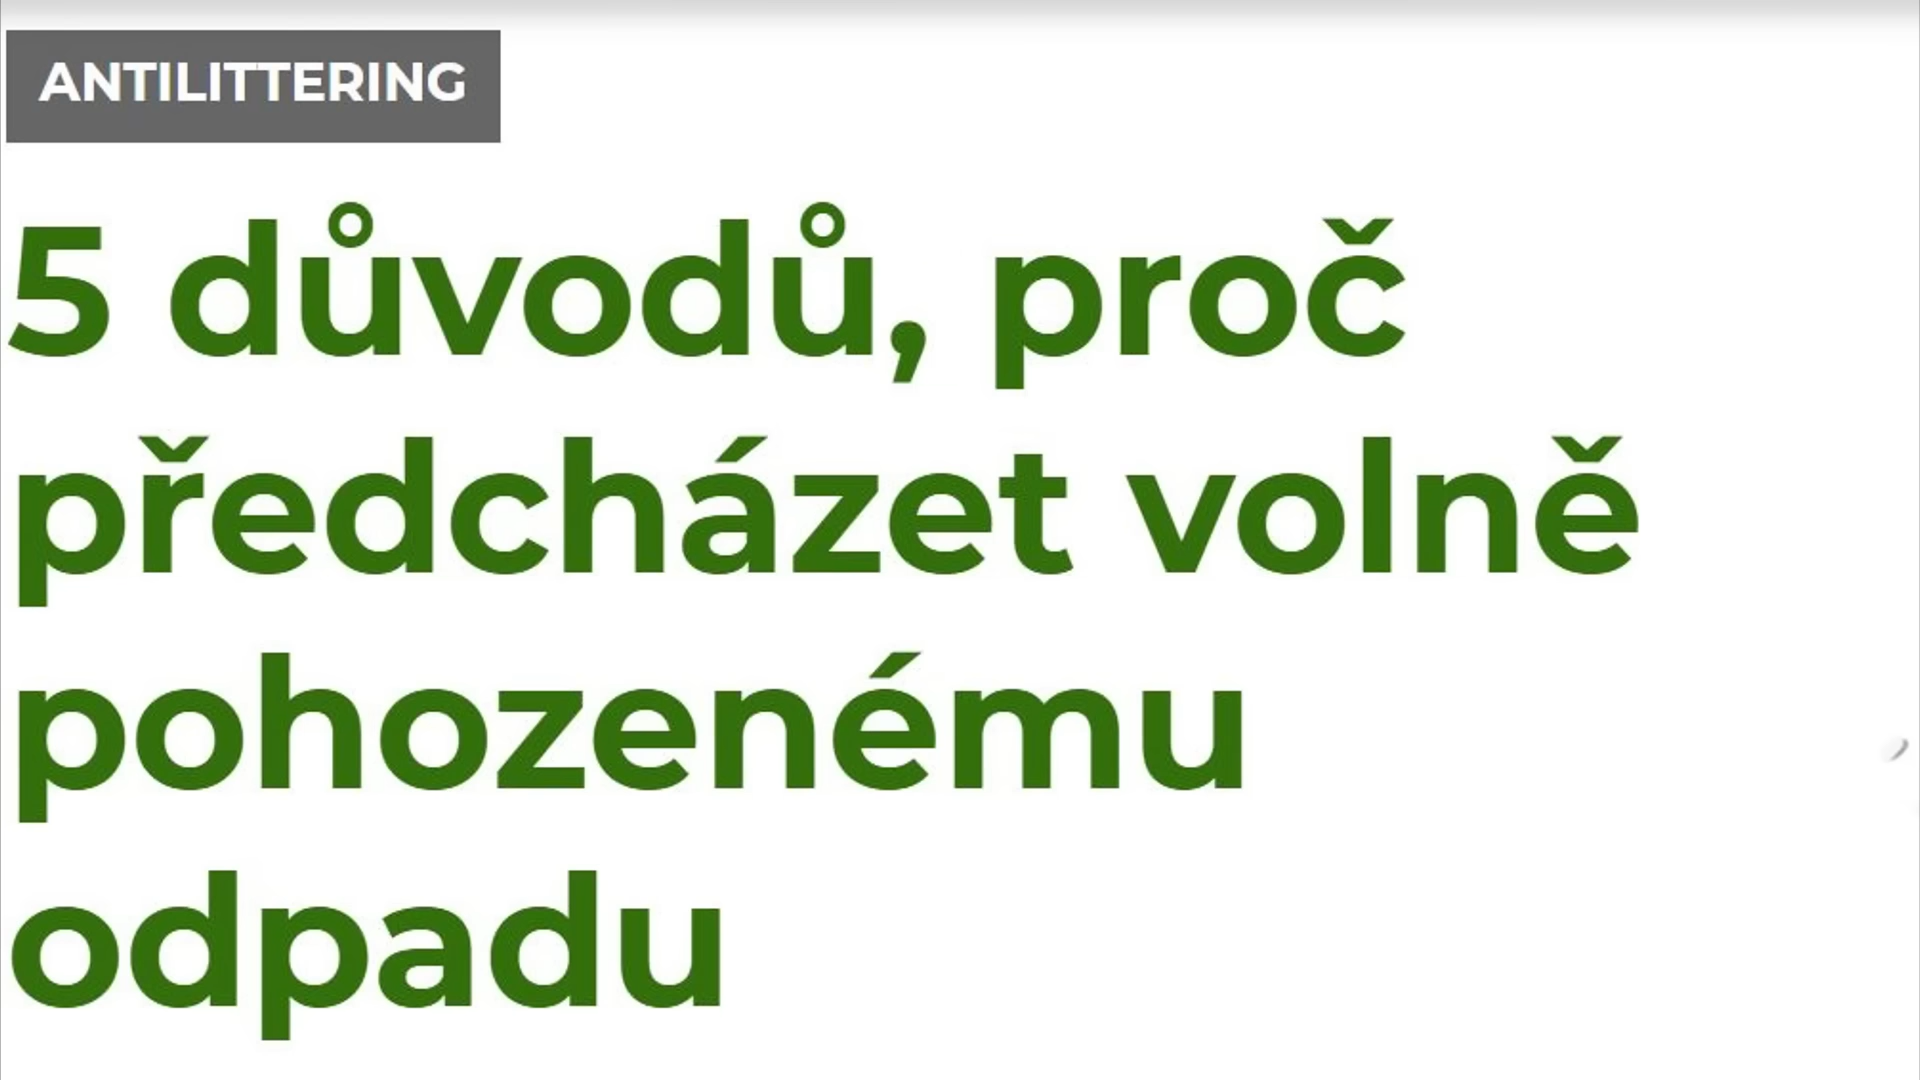 ANTILITTERING
5 důvodů, proč
předcházet volně
pohozenému
odpadu